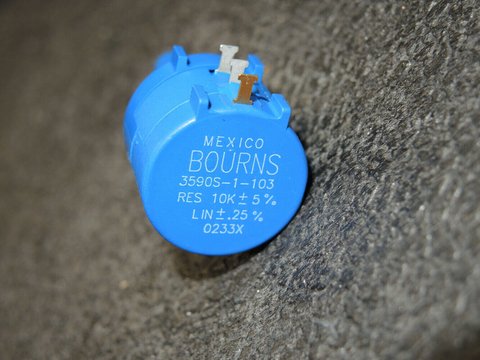 MEXICO
BOURNS
3590S-1-103
RES 10K ± 5%
LIN ± .25%
0233X